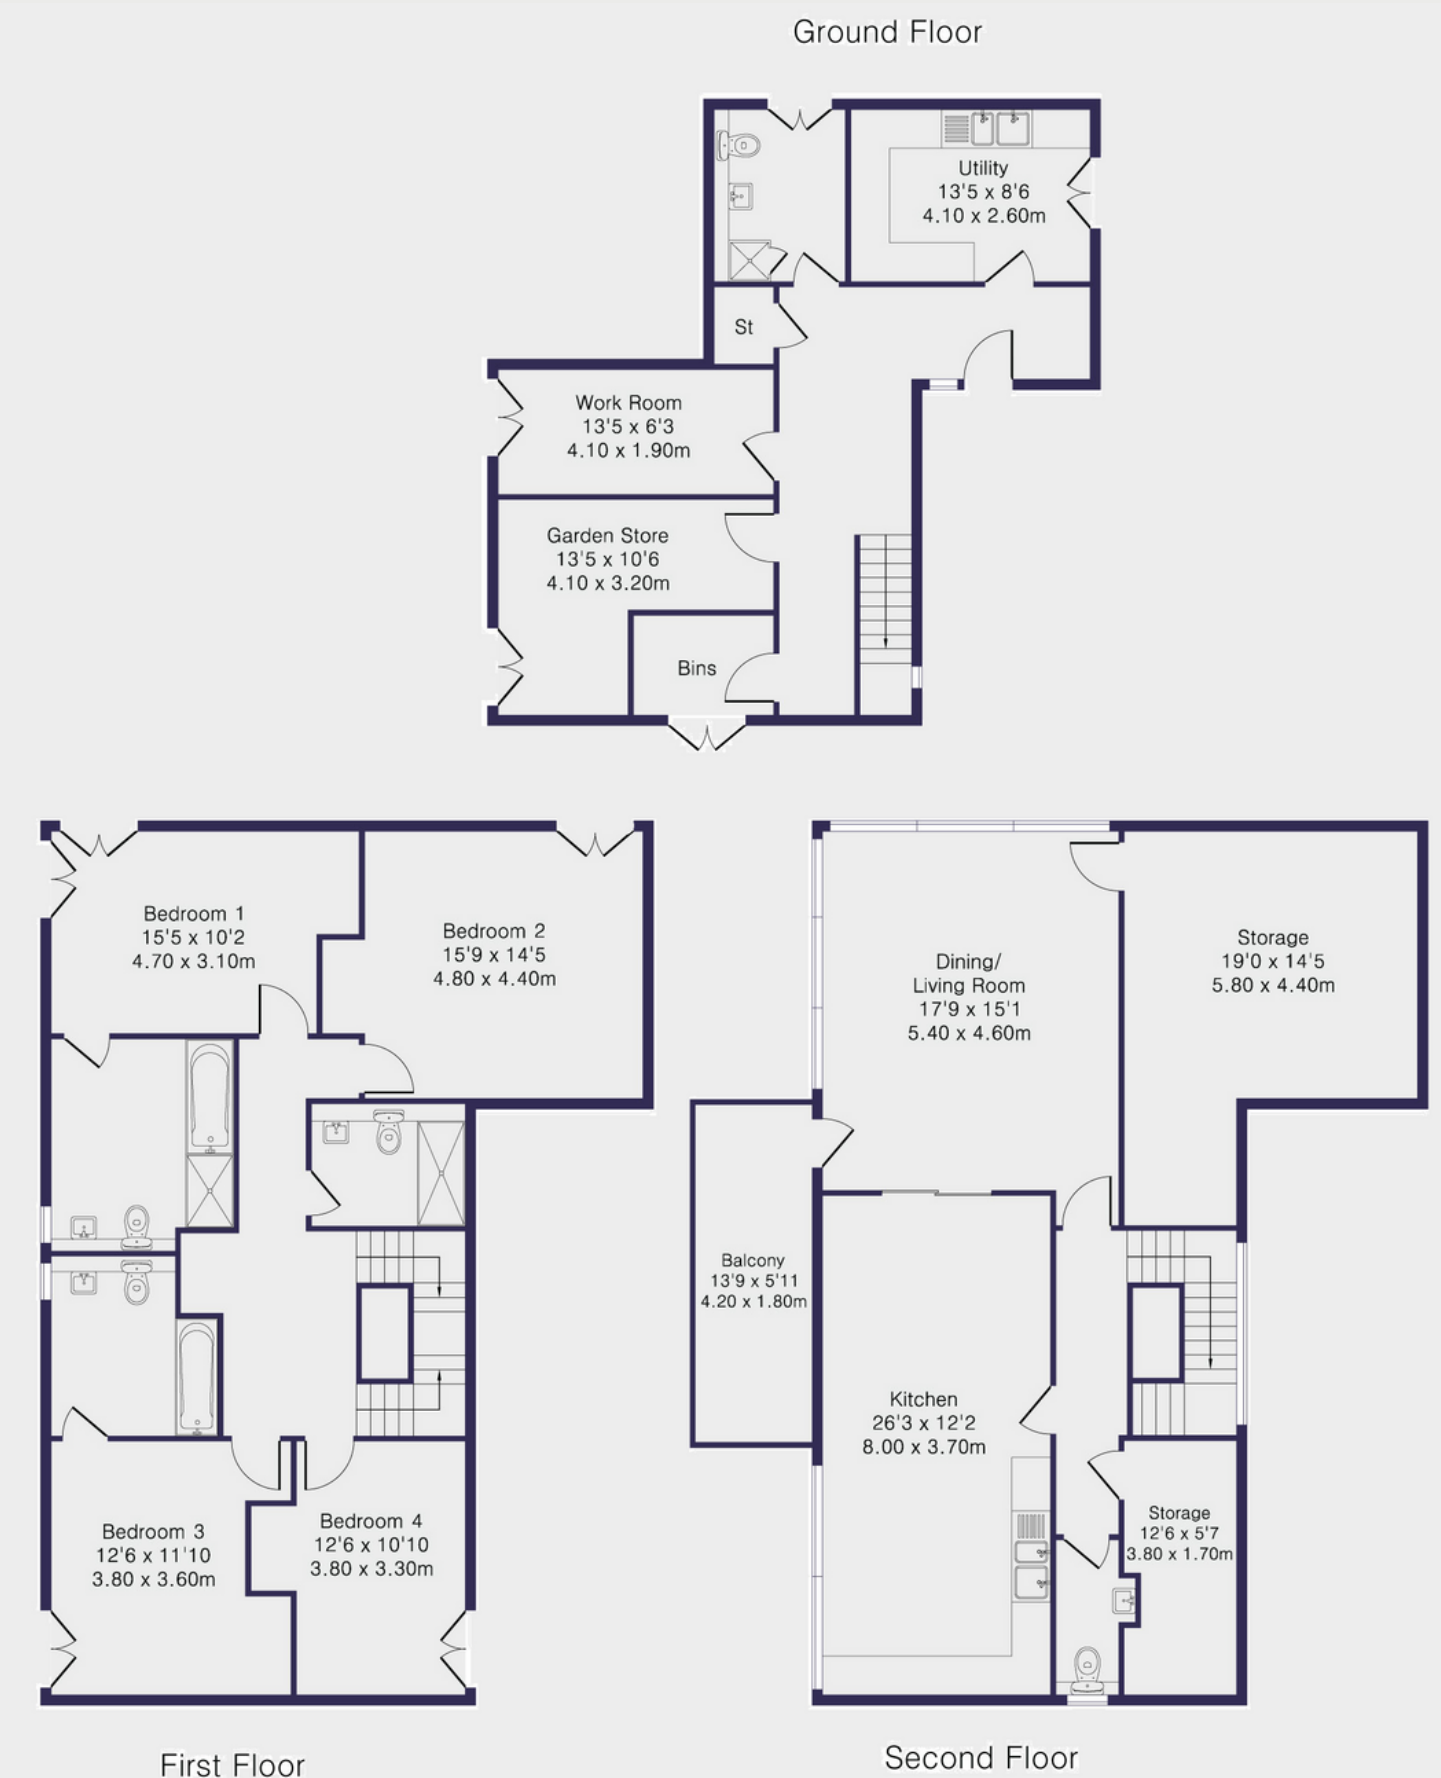 Ground Floor
Utility
13'5 x 8'6
4.10 x 2.60m
St
Work Room
13'5 x 6'3
4.10 x 1.90m
Garden Store
13'5 x 10'6
4.10 x 3.20m
Bins
Bedroom 1
15'5 x 10'2
4.70 x 3.10m
Bedroom 2
15'9 x 14'5
4.80 x 4.40m
Bedroom 3
12'6 x 11'10
3.80 x 3.60m
Bedroom 4
12'6 x 10'10
3.80 x 3.30m
First Floor
Dining/
Living Room
17'9 x 15'1
5.40 x 4.60m
Storage
19'0 x 14'5
5.80 x 4.40m
Balcony
13'9 x 5'11
4.20 x 1.80m
Kitchen
26'3 x 12'2
8.00 x 3.70m
Storage
12'6 x 5'7
3.80 x 1.70m
Second Floor